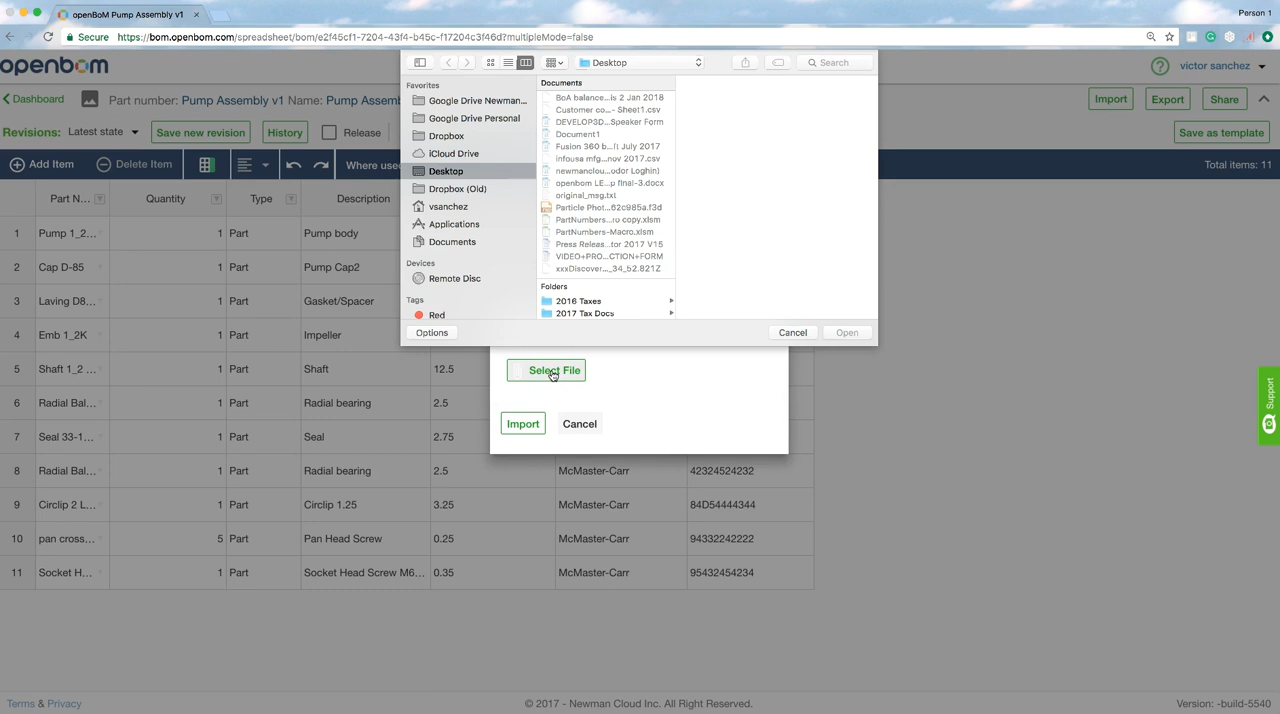 openBoM Pump Assembly v1
Person 1
Secure https://bom.openbom.com/spreadsheet/bom/e2f45cf1-7204-43f4-b45c-f17204c3f46d?multipleMode=false
openbom
victor sanchez
Dashboard
Part number: Pump Assembly v1 Name: Pump Assemb
Import
Export
Share
Revisions: Latest state
Save new revision
History
Release
Save as template
Add Item
Delete Item
Where used
Total items: 11
Part N...
Quantity
Type
Description
1 Pump 1_2... 1 Part Pump body
2 Cap D-85 1 Part Pump Cap2
3 Laving D8... 1 Part Gasket/Spacer
4 Emb 1_2K 1 Part Impeller
5 Shaft 1_2 ... 1 Part Shaft 12.5
6 Radial Bal... 1 Part Radial bearing 2.5
7 Seal 33-1... 1 Part Seal 2.75
8 Radial Bal... 1 Part Radial bearing 2.5 McMaster-Carr 42324524232
9 Circlip 2 L... 1 Part Circlip 1.25 3.25 McMaster-Carr 84D54444344
10 pan cross... 5 Part Pan Head Screw 0.25 McMaster-Carr 94332242222
11 Socket H... 1 Part Socket Head Screw M6... 0.35 McMaster-Carr 95432454234
Desktop
Search
Favorites
Google Drive Newman...
Google Drive Personal
Dropbox
iCloud Drive
Desktop
Dropbox (Old)
vsanchez
Applications
Documents
Devices
Remote Disc
Tags
Red
Documents
BoA balance...ls 2 Jan 2018
Customer co...- Sheet1.csv
DEVELOP3D...Speaker Form
Document1
Fusion 360 b...ft July 2017
infousa mfg...nov 2017.csv
newmanclou...odor Loghin)
openbom LE...p final-3.docx
original_msg.txt
Particle Phot...62c985a.f3d
PartNumbers...ro copy.xlsm
PartNumbers-Macro.xlsm
Press Releas...tor 2017 V15
VIDEO+PRO...CTION+FORM
xxxDiscover..._34_b2.821Z
Folders
2016 Taxes
2017 Tax Docs
Options
Cancel
Open
Select File
Import
Cancel
Support
Terms & Privacy
© 2017 - Newman Cloud Inc. All Right Reserved.
Version: -build-5540